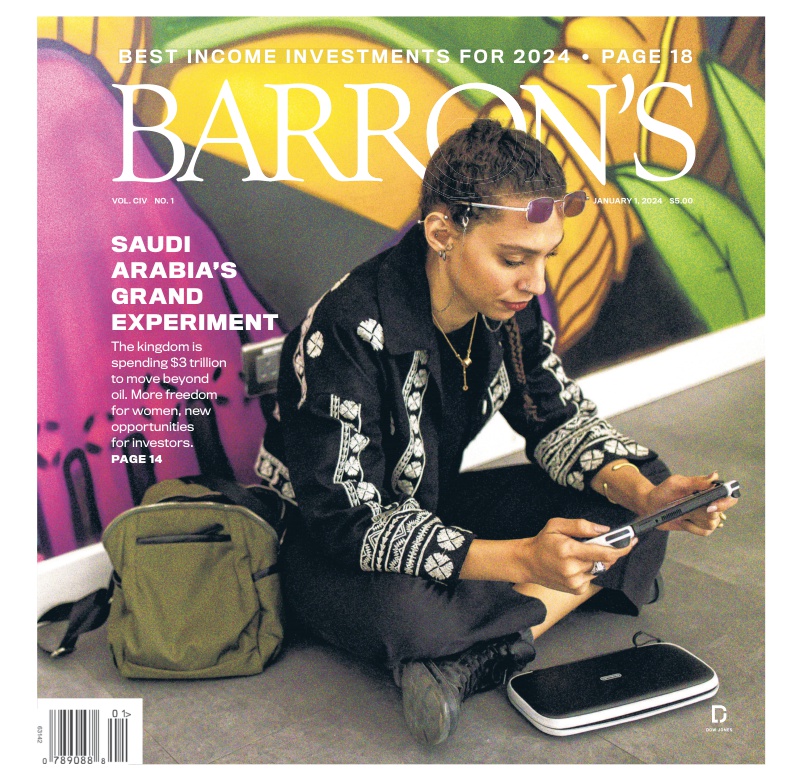 BEST INCOME INVESTMENTS FOR 2024 • PAGE 18
BARRON'S
VOL. CIV NO. 1
JANUARY 1, 2024 $5.00
SAUDI
ARABIA'S
GRAND
EXPERIMENT
The kingdom is
spending $3 trillion
to move beyond
oil. More freedom
for women, new
opportunities
for investors.
PAGE 14
63142
01>
0 789088 8
DOW JONES